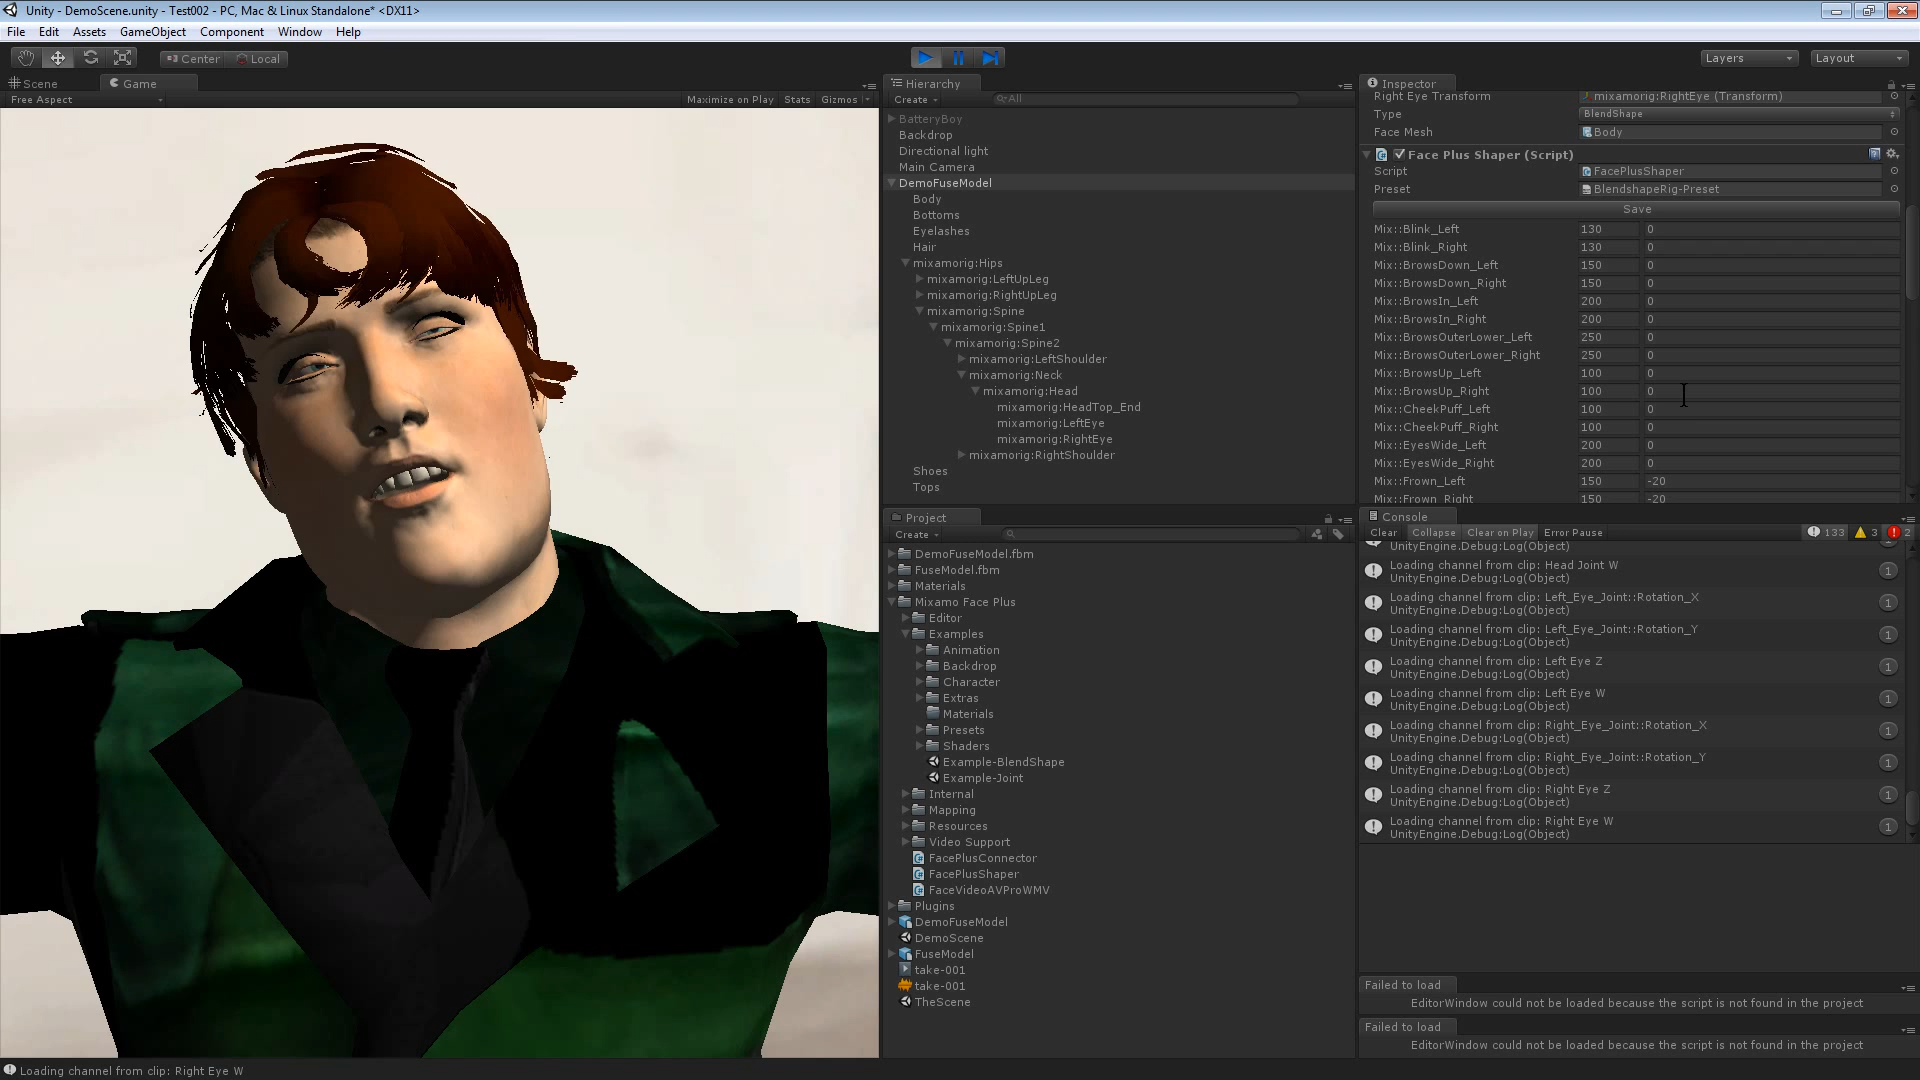 Unity - DemoScene.unity - Test002 - PC, Mac & Linux Standalone* <DX11>
File Edit Assets GameObject Component Window Help
Center Local
Layers Layout
Scene Game
Free Aspect Maximize on Play Stats Gizmos
Hierarchy
Create All
BatteryBoy
Backdrop
Directional light
Main Camera
DemoFuseModel
Body
Bottoms
Eyelashes
Hair
mixamorig:Hips
mixamorig:LeftUpLeg
mixamorig:RightUpLeg
mixamorig:Spine
mixamorig:Spine1
mixamorig:Spine2
mixamorig:LeftShoulder
mixamorig:Neck
mixamorig:Head
mixamorig:HeadTop_End
mixamorig:LeftEye
mixamorig:RightEye
mixamorig:RightShoulder
Shoes
Tops
Project
Create
DemoFuseModel.fbm
FuseModel.fbm
Materials
Mixamo Face Plus
Editor
Examples
Animation
Backdrop
Character
Extras
Materials
Presets
Shaders
Example-BlendShape
Example-Joint
Internal
Mapping
Resources
Video Support
FacePlusConnector
FacePlusShaper
FaceVideoAVProWMV
Plugins
DemoFuseModel
DemoScene
FuseModel
take-001
take-001
TheScene
Inspector
Right Eye Transform mixamorig:RightEye (Transform)
Type BlendShape
Face Mesh Body
Face Plus Shaper (Script)
Script FacePlusShaper
Preset BlendshapeRig-Preset
Save
Mix::Blink_Left 130 0
Mix::Blink_Right 130 0
Mix::BrowsDown_Left 150 0
Mix::BrowsDown_Right 150 0
Mix::BrowsIn_Left 200 0
Mix::BrowsIn_Right 200 0
Mix::BrowsOuterLower_Left 250 0
Mix::BrowsOuterLower_Right 250 0
Mix::BrowsUp_Left 100 0
Mix::BrowsUp_Right 100 0
Mix::CheekPuff_Left 100 0
Mix::CheekPuff_Right 100 0
Mix::EyesWide_Left 200 0
Mix::EyesWide_Right 200 0
Mix::Frown_Left 150 -20
Mix::Frown_Right 150 -20
Console
Clear Collapse Clear on Play Error Pause 133 3 2
UnityEngine.Debug:Log(Object)
Loading channel from clip: Head Joint W
UnityEngine.Debug:Log(Object) 1
Loading channel from clip: Left_Eye_Joint::Rotation_X
UnityEngine.Debug:Log(Object) 1
Loading channel from clip: Left_Eye_Joint::Rotation_Y
UnityEngine.Debug:Log(Object) 1
Loading channel from clip: Left Eye Z
UnityEngine.Debug:Log(Object) 1
Loading channel from clip: Left Eye W
UnityEngine.Debug:Log(Object) 1
Loading channel from clip: Right_Eye_Joint::Rotation_X
UnityEngine.Debug:Log(Object) 1
Loading channel from clip: Right_Eye_Joint::Rotation_Y
UnityEngine.Debug:Log(Object) 1
Loading channel from clip: Right Eye Z
UnityEngine.Debug:Log(Object) 1
Loading channel from clip: Right Eye W
UnityEngine.Debug:Log(Object) 1
Failed to load
EditorWindow could not be loaded because the script is not found in the project
Failed to load
EditorWindow could not be loaded because the script is not found in the project
Loading channel from clip: Right Eye W